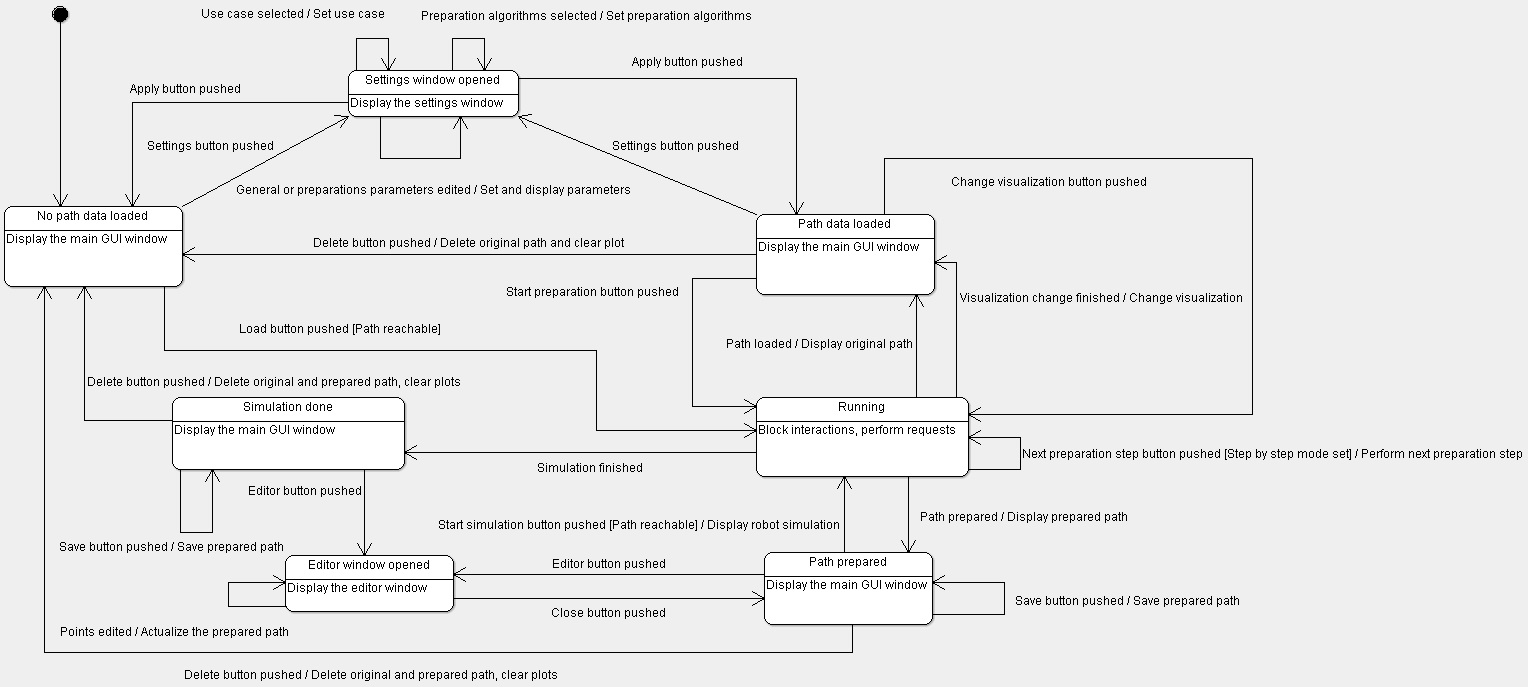 Use case selected / Set use case
Preparation algorithms selected / Set preparation algorithms
Apply button pushed
Settings window opened
Display the settings window
Apply button pushed
Settings button pushed
Settings button pushed
General or preparations parameters edited / Set and display parameters
Change visualization button pushed
No path data loaded
Display the main GUI window
Path data loaded
Display the main GUI window
Delete button pushed / Delete original path and clear plot
Start preparation button pushed
Visualization change finished / Change visualization
Load button pushed [Path reachable]
Path loaded / Display original path
Delete button pushed / Delete original and prepared path, clear plots
Simulation done
Display the main GUI window
Running
Block interactions, perform requests
Next preparation step button pushed [Step by step mode set] / Perform next preparation step
Simulation finished
Editor button pushed
Start simulation button pushed [Path reachable] / Display robot simulation
Path prepared / Display prepared path
Save button pushed / Save prepared path
Editor window opened
Display the editor window
Editor button pushed
Path prepared
Display the main GUI window
Close button pushed
Save button pushed / Save prepared path
Points edited / Actualize the prepared path
Delete button pushed / Delete original and prepared path, clear plots